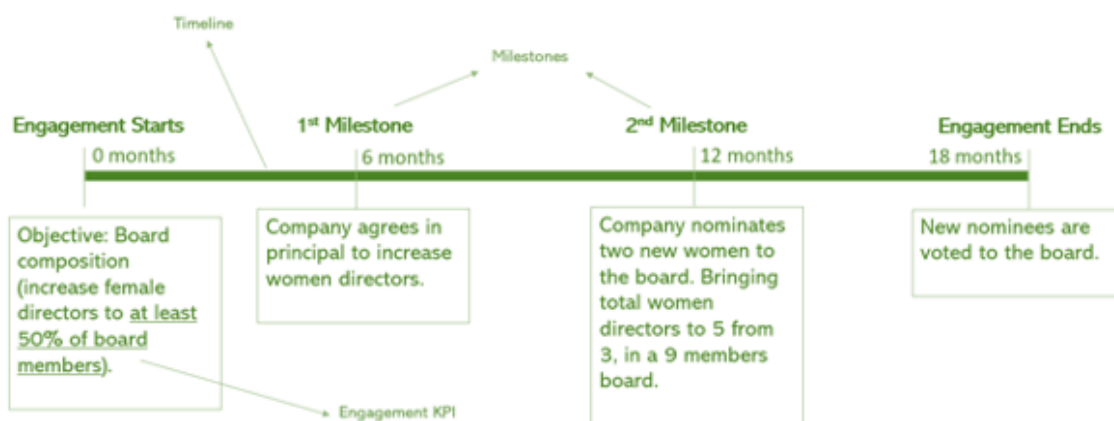 Timeline
Milestones
Engagement Starts
1st Milestone
2nd Milestone
Engagement Ends
0 months
6 months
12 months
18 months
Objective: Board
composition
(increase female
directors to at least
50% of board
members).
Company agrees in
principal to increase
women directors.
Company nominates
two new women to
the board. Bringing
total women
directors to 5 from
3, in a 9 members
board.
New nominees are
voted to the board.
Engagement KPI